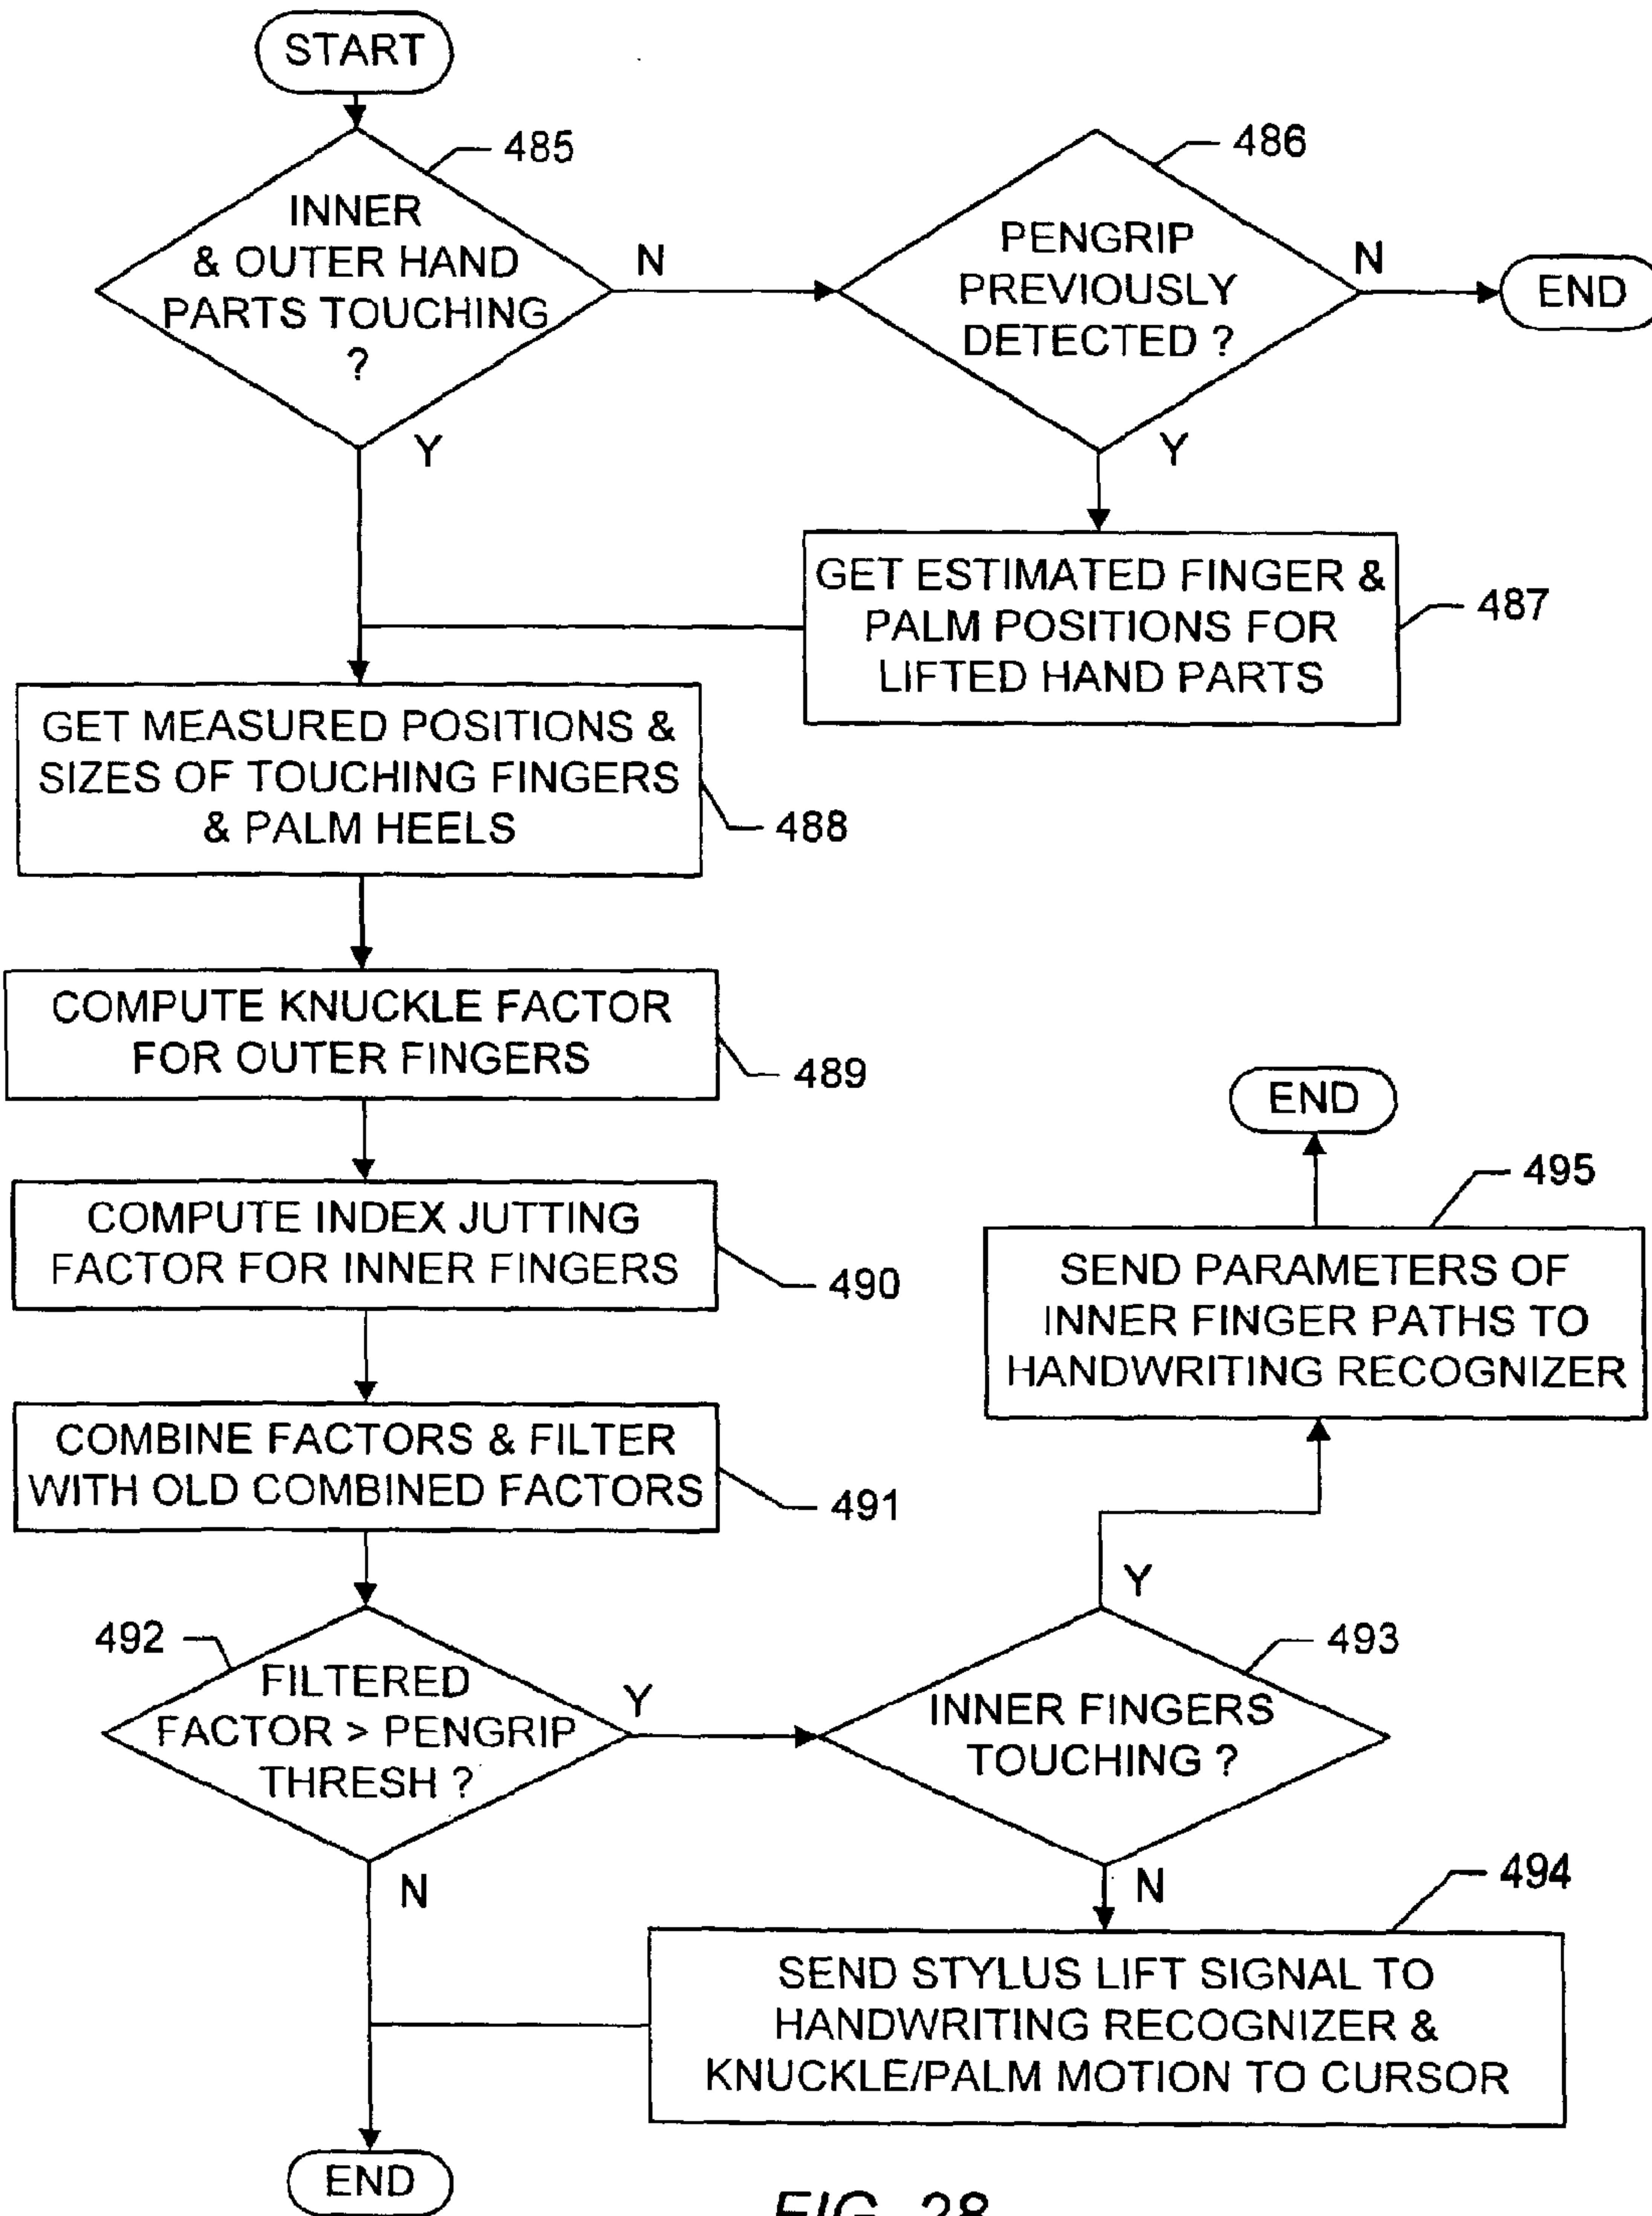 START
485
INNER
& OUTER HAND
PARTS TOUCHING
?
N
Y
486
PENGRIP
PREVIOUSLY
DETECTED ?
N
END
Y
GET ESTIMATED FINGER &
PALM POSITIONS FOR
LIFTED HAND PARTS
487
GET MEASURED POSITIONS &
SIZES OF TOUCHING FINGERS
& PALM HEELS
488
COMPUTE KNUCKLE FACTOR
FOR OUTER FINGERS
489
COMPUTE INDEX JUTTING
FACTOR FOR INNER FINGERS
490
COMBINE FACTORS & FILTER
WITH OLD COMBINED FACTORS
491
492
FILTERED
FACTOR > PENGRIP
THRESH ?
Y
N
END
495
SEND PARAMETERS OF
INNER FINGER PATHS TO
HANDWRITING RECOGNIZER
Y
493
INNER FINGERS
TOUCHING ?
N
494
SEND STYLUS LIFT SIGNAL TO
HANDWRITING RECOGNIZER &
KNUCKLE/PALM MOTION TO CURSOR
END
FIG. 28